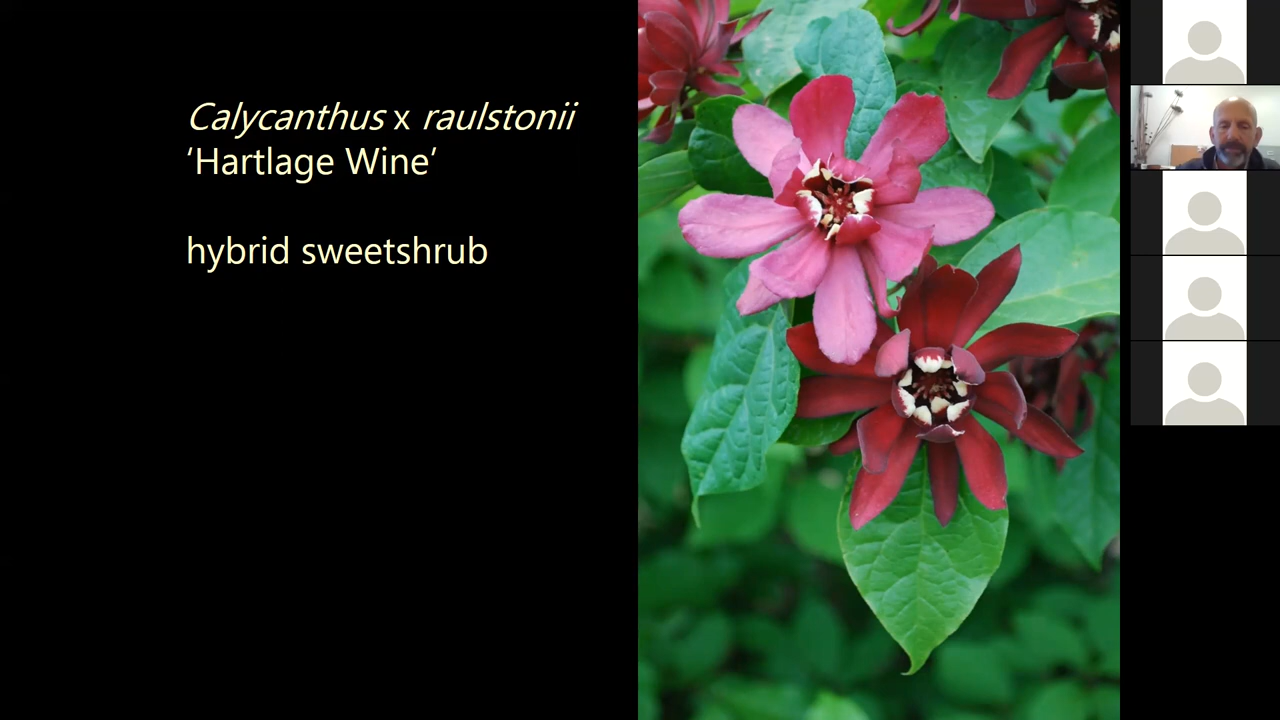 Calycanthus x raulstonii
‘Hartlage Wine’
hybrid sweetshrub